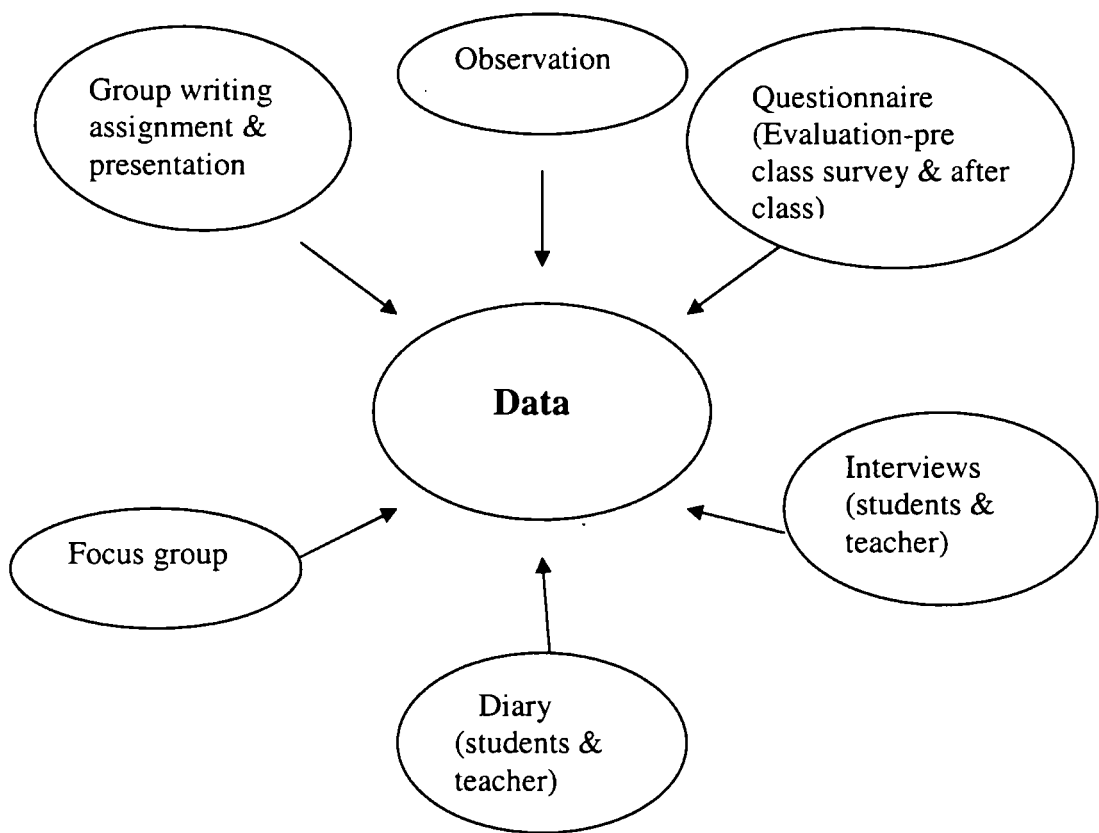 Observation
Group writing
assignment &
presentation
Questionnaire
(Evaluation-pre
class survey & after
class)
Data
Interviews
(students &
teacher)
Focus group
Diary
(students &
teacher)